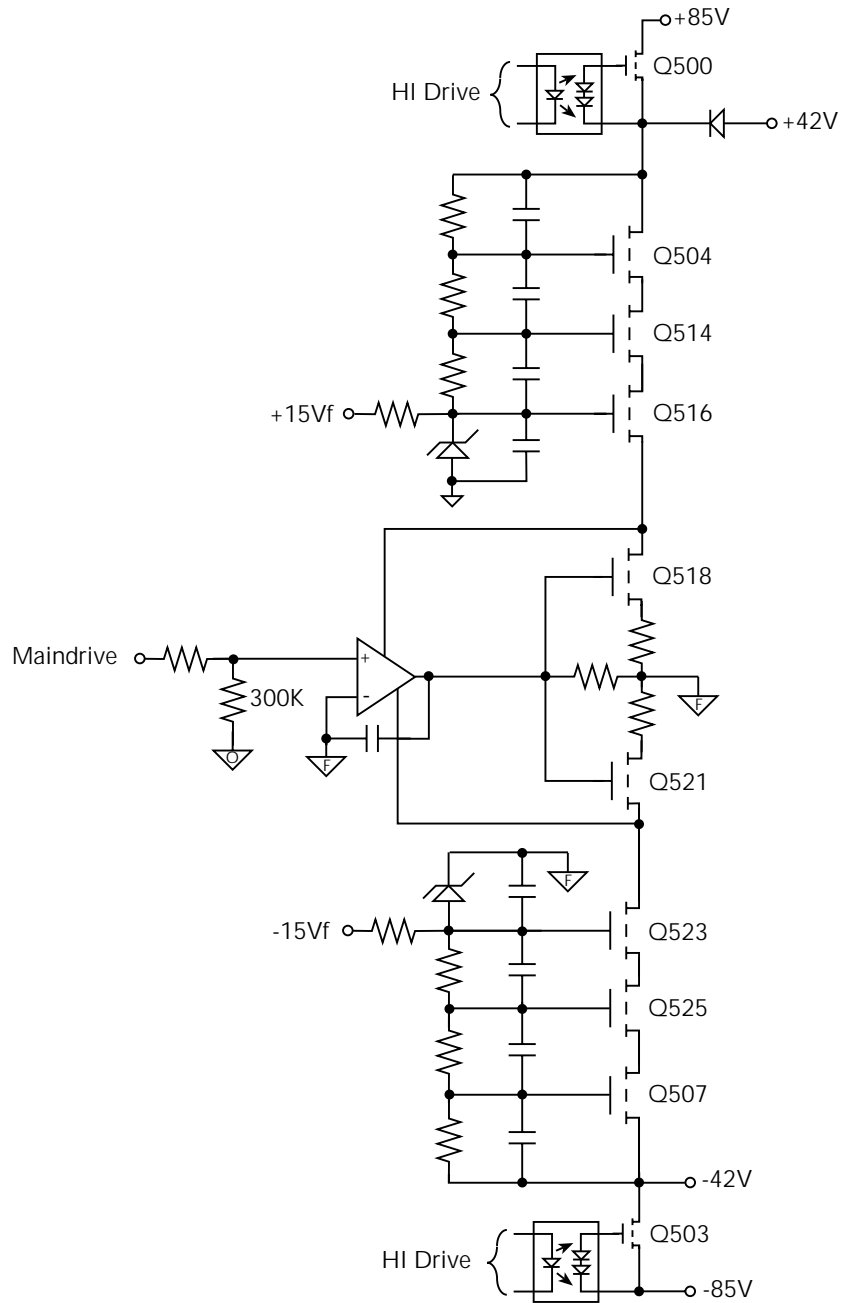 +85V
Q500
HI Drive
+42V
Q504
Q514
+15Vf
Q516
Q518
Maindrive
+
-
300K
F
O
F
Q521
F
-15Vf
Q523
Q525
Q507
-42V
Q503
HI Drive
-85V